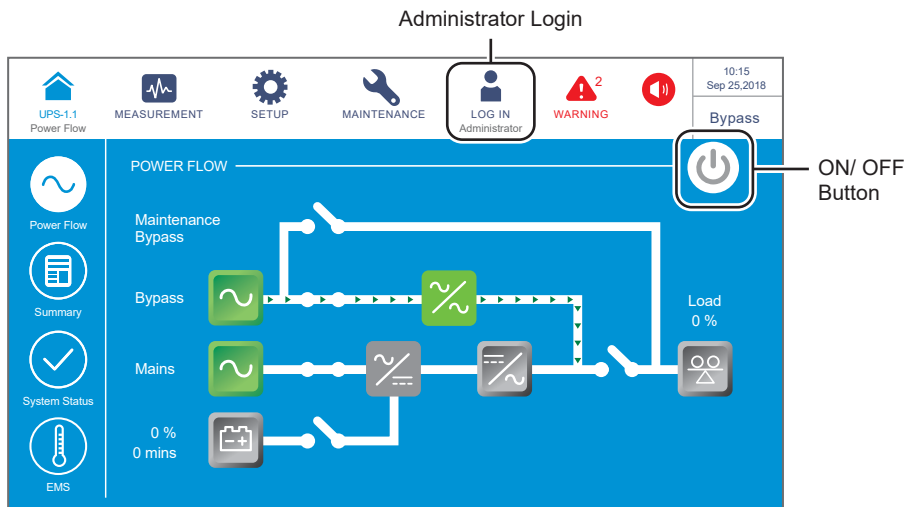 Administrator Login
UPS-1.1
Power Flow
MEASUREMENT
SETUP
MAINTENANCE
LOG IN
Administrator
2
WARNING
10:15
Sep 25,2018
Bypass
ON/ OFF
Button
POWER FLOW
Power Flow
Summary
System Status
EMS
Maintenance
Bypass
Bypass
Mains
0 %
0 mins
Load
0 %